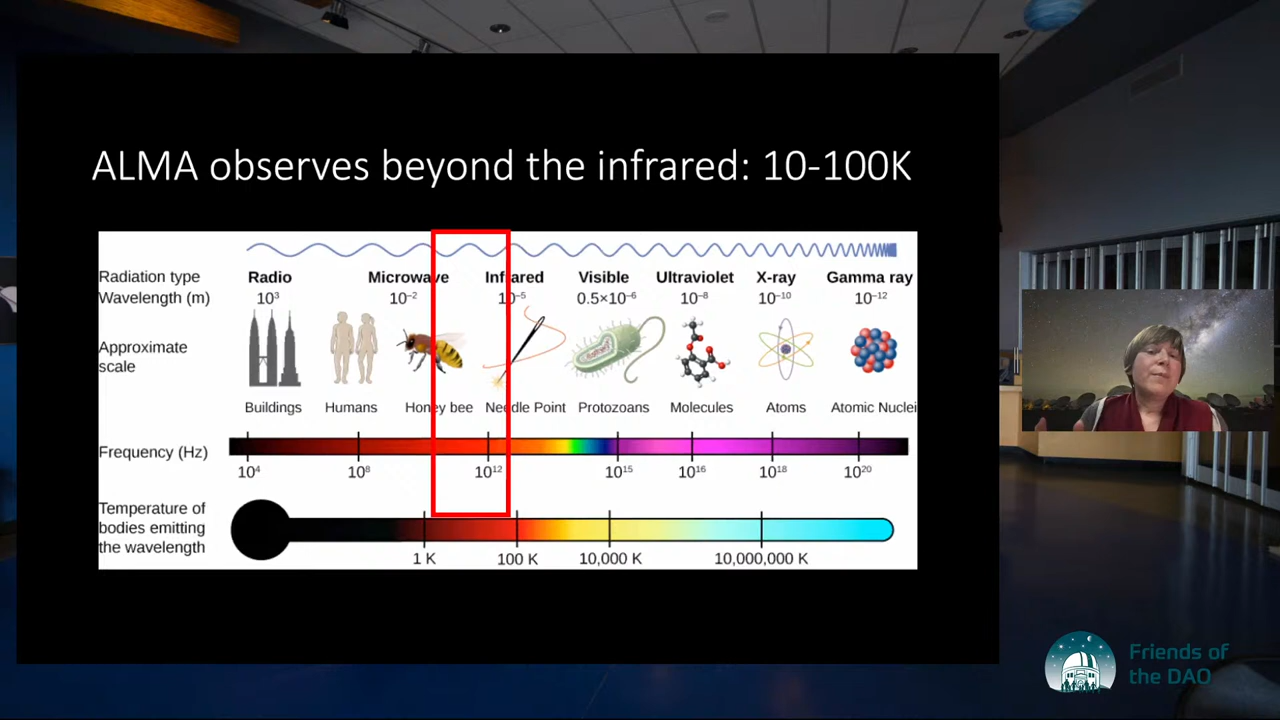 ALMA observes beyond the infrared: 10-100K
Radiation type Radio Microwave Infrared Visible Ultraviolet X-ray Gamma ray
Wavelength (m) 10³ 10⁻² 10⁻⁵ 0.5×10⁻⁶ 10⁻⁸ 10⁻¹⁰ 10⁻¹²
Approximate
scale
Buildings Humans Honey bee Needle Point Protozoans Molecules Atoms Atomic Nuclei
Frequency (Hz)
10⁴ 10⁸ 10¹² 10¹⁵ 10¹⁶ 10¹⁸ 10²⁰
Temperature of
bodies emitting
the wavelength
1 K 100 K 10,000 K 10,000,000 K
Friends of
the DAO